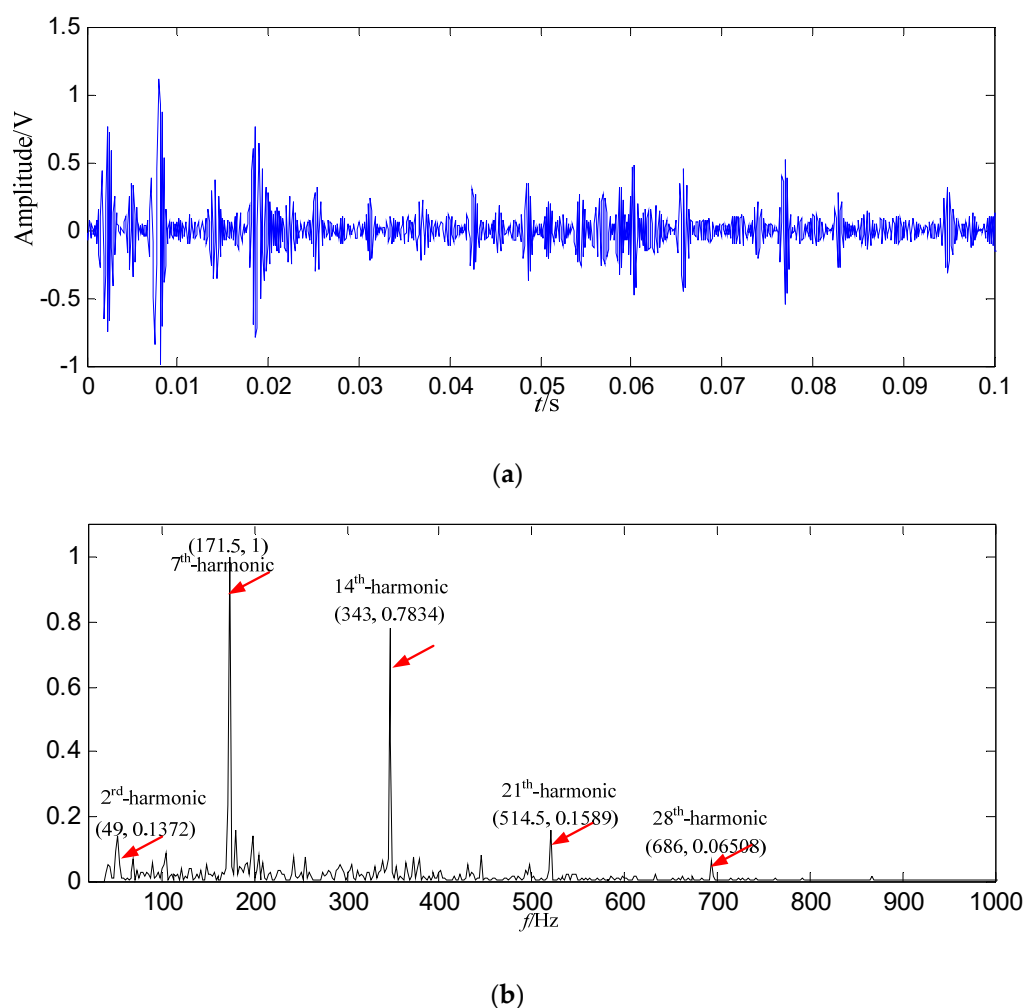 1.5
1
0.5
0
-0.5
-1
Amplitude/V
0 0.01 0.02 0.03 0.04 0.05 0.06 0.07 0.08 0.09 0.1
t/s
(a)
1
0.8
0.6
0.4
0.2
0
(171.5, 1)
7th-harmonic
14th-harmonic
(343, 0.7834)
2rd-harmonic
(49, 0.1372)
21th-harmonic
(514.5, 0.1589)
28th-harmonic
(686, 0.06508)
100 200 300 400 500 600 700 800 900 1000
f/Hz
(b)